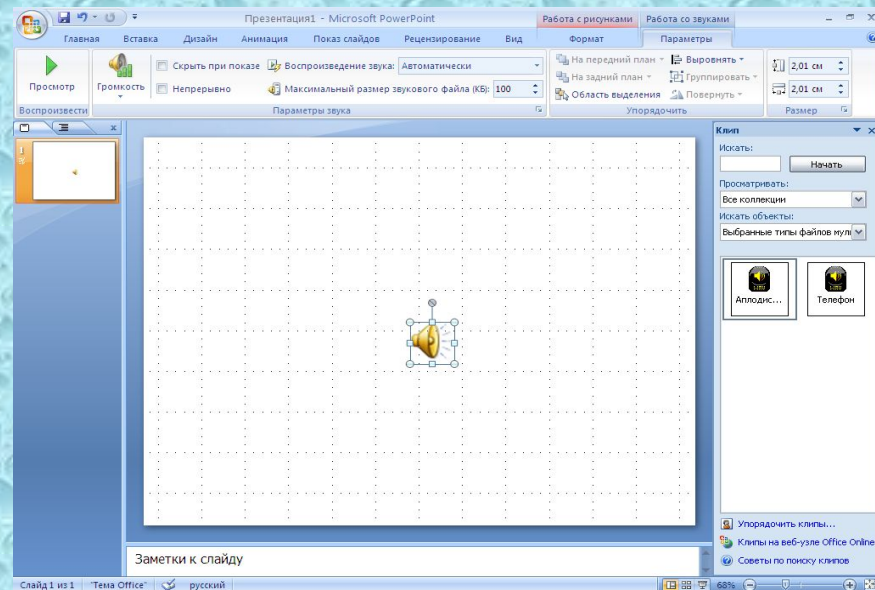 Презентация1 - Microsoft PowerPoint
Работа с рисунками
Работа со звуками
Главная
Вставка
Дизайн
Анимация
Показ слайдов
Рецензирование
Вид
Формат
Параметры
Просмотр
Воспроизвести
Громкость
Скрыть при показе
Воспроизведение звука:
Автоматически
Непрерывно
Максимальный размер звукового файла (КБ):
100
Параметры звука
На передний план
На задний план
Область выделения
Выровнять
Группировать
Повернуть
Упорядочить
2,01 см
2,01 см
Размер
1
Клип
Искать:
Начать
Просматривать:
Все коллекции
Искать объекты:
Выбранные типы файлов мул
Аплодис...
Телефон
Упорядочить клипы...
Клипы на веб-узле Office Online
Советы по поиску клипов
Заметки к слайду
Слайд 1 из 1
"Тема Office"
русский
68%